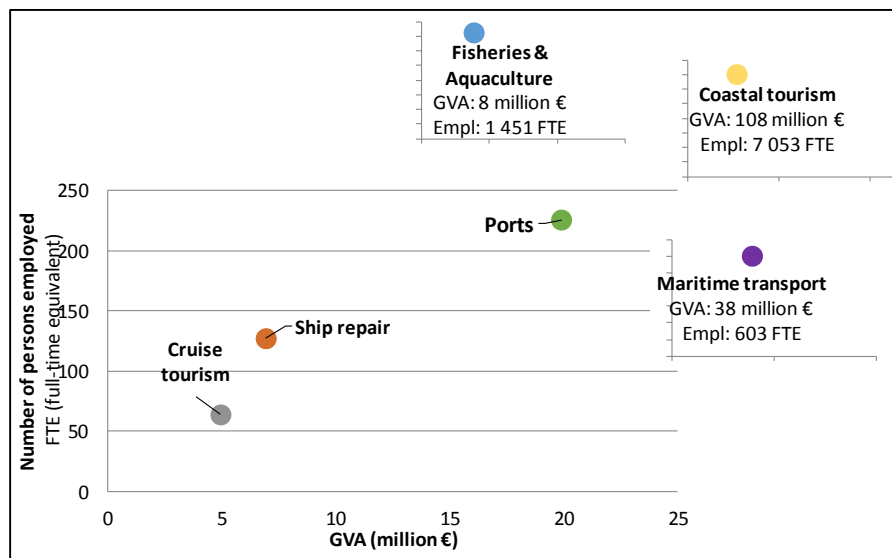 Fisheries &
Aquaculture
GVA: 8 million €
Empl: 1 451 FTE
Coastal tourism
GVA: 108 million €
Empl: 7 053 FTE
Number of persons employed
FTE (full-time equivalent)
250
200
150
100
50
0
Ports
Ship repair
Cruise
tourism
Maritime transport
GVA: 38 million €
Empl: 603 FTE
0 5 10 15 20 25
GVA (million €)